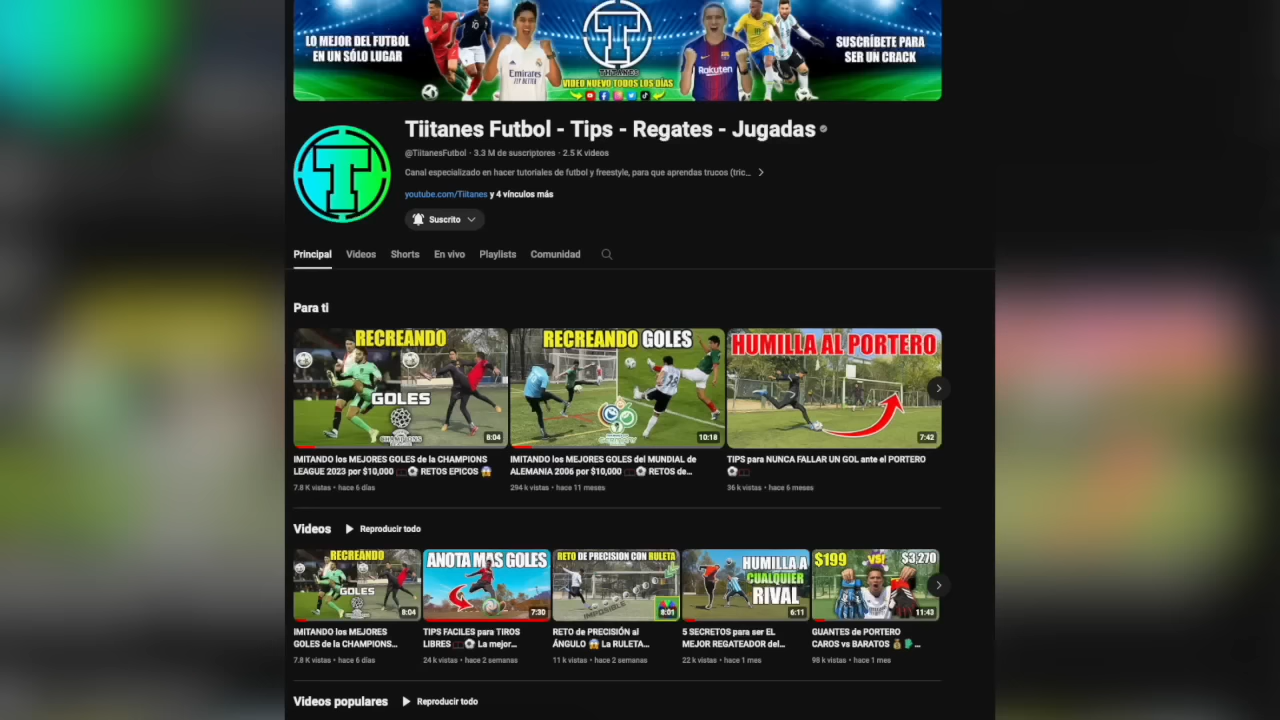 LO MEJOR DEL FUTBOL
EN UN SÓLO LUGAR
T
TIITANES
VIDEO NUEVO TODOS LOS DÍAS
Emirates
FLY BETTER
10
Rakuten
SUSCRÍBETE PARA
SER UN CRACK
T
Tiitanes Futbol - Tips - Regates - Jugadas
@TiitanesFutbol · 3.3 M de suscriptores · 2.5 K videos
Canal especializado en hacer tutoriales de futbol y freestyle, para que aprendas trucos (tric...
youtube.com/Tiitanes y 4 vínculos más
Suscrito
Principal Videos Shorts En vivo Playlists Comunidad
Para ti
RECREANDO
GOLES
CHAMPIONS
8:04
RECREANDO GOLES
10:18
HUMILLA AL PORTERO
7:42
IMITANDO los MEJORES GOLES de la CHAMPIONS
LEAGUE 2023 por $10,000 RETOS EPICOS
7.8 K vistas · hace 6 días
IMITANDO los MEJORES GOLES del MUNDIAL de
ALEMANIA 2006 por $10,000 RETOS de...
294 k vistas · hace 11 meses
TIPS para NUNCA FALLAR UN GOL ante el PORTERO
36 k vistas · hace 6 meses
Videos Reproducir todo
RECREANDO
GOLES
8:04
ANOTA MAS GOLES
7:30
RETO DE PRECISIÓN CON RULETA
IMPOSIBLE
8:01
HUMILLA A
CUALQUIER
RIVAL
6:11
$199 VS! $3,270
11:43
IMITANDO los MEJORES
GOLES de la CHAMPIONS...
7.8 K vistas · hace 6 días
TIPS FACILES para TIROS
LIBRES La mejor...
24 k vistas · hace 2 semanas
RETO de PRECISIÓN al
ÁNGULO La RULETA...
11 k vistas · hace 2 semanas
5 SECRETOS para ser EL
MEJOR REGATEADOR del...
22 k vistas · hace 1 mes
GUANTES de PORTERO
CAROS vs BARATOS ...
98 k vistas · hace 1 mes
Videos populares Reproducir todo